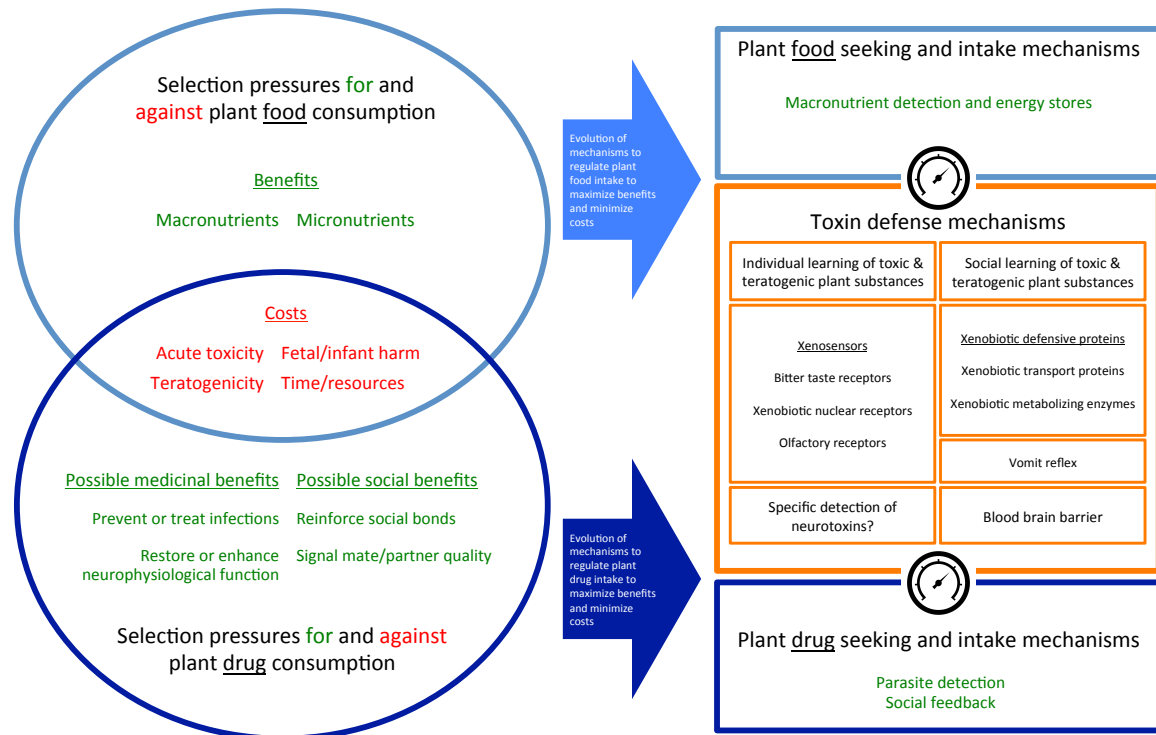 Selection pressures for and
against plant food consumption
Benefits
Macronutrients Micronutrients
Costs
Acute toxicity Fetal/infant harm
Teratogenicity Time/resources
Possible medicinal benefits Possible social benefits
Prevent or treat infections Reinforce social bonds
Restore or enhance Signal mate/partner quality
neurophysiological function
Selection pressures for and against
plant drug consumption
Evolution of
mechanisms to
regulate plant
food intake to
maximize benefits
and minimize
costs
Evolution of
mechanisms to
regulate plant
drug intake to
maximize benefits
and minimize
costs
Plant food seeking and intake mechanisms
Macronutrient detection and energy stores
Toxin defense mechanisms
Individual learning of toxic &
teratogenic plant substances
Social learning of toxic &
teratogenic plant substances
Xenosensors
Bitter taste receptors
Xenobiotic nuclear receptors
Olfactory receptors
Xenobiotic defensive proteins
Xenobiotic transport proteins
Xenobiotic metabolizing enzymes
Vomit reflex
Specific detection of
neurotoxins?
Blood brain barrier
Plant drug seeking and intake mechanisms
Parasite detection
Social feedback